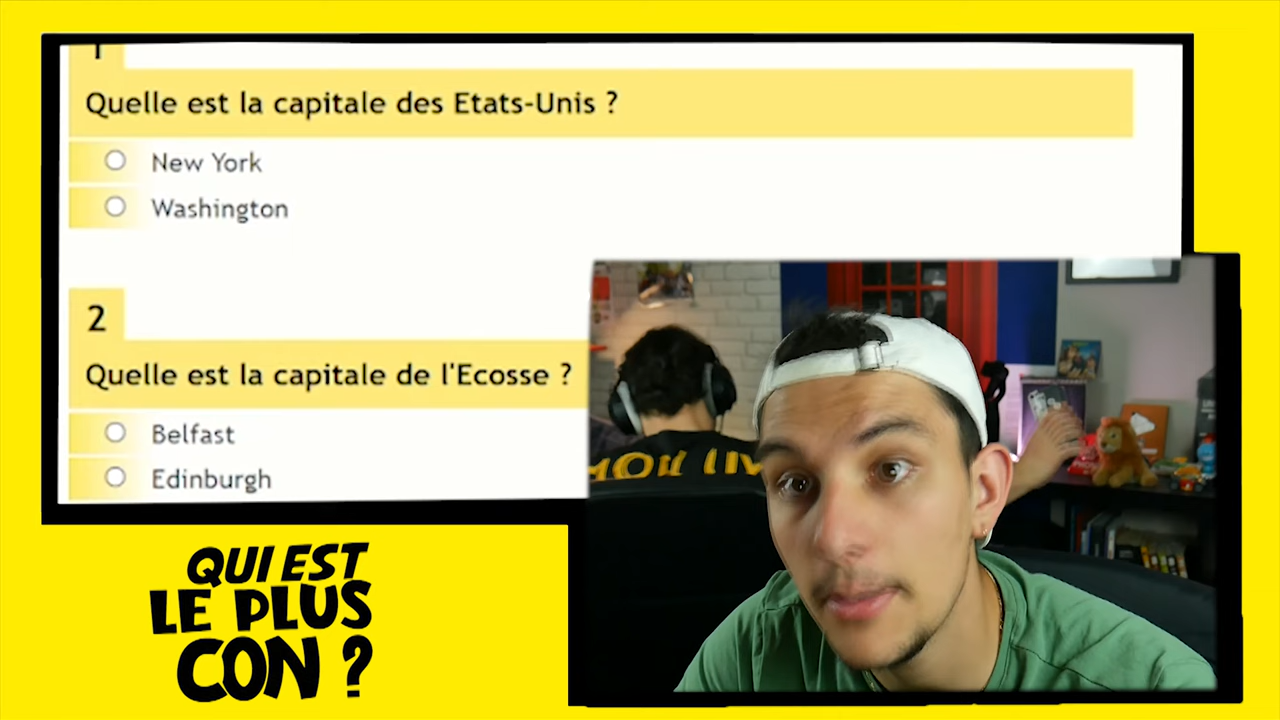 1
Quelle est la capitale des Etats-Unis ?
New York
Washington
2
Quelle est la capitale de l'Ecosse ?
Belfast
Edinburgh
QUI EST
LE PLUS
CON ?